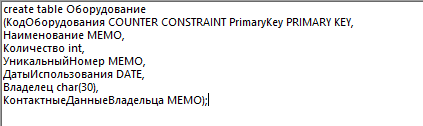 create table Оборудование
(КодОборудования COUNTER CONSTRAINT PrimaryKey PRIMARY KEY,
Наименование MEMO,
Количество int,
УникальныйНомер MEMO,
ДатыИспользования DATE,
Владелец char(30),
КонтактныеДанныеВладельца MEMO);